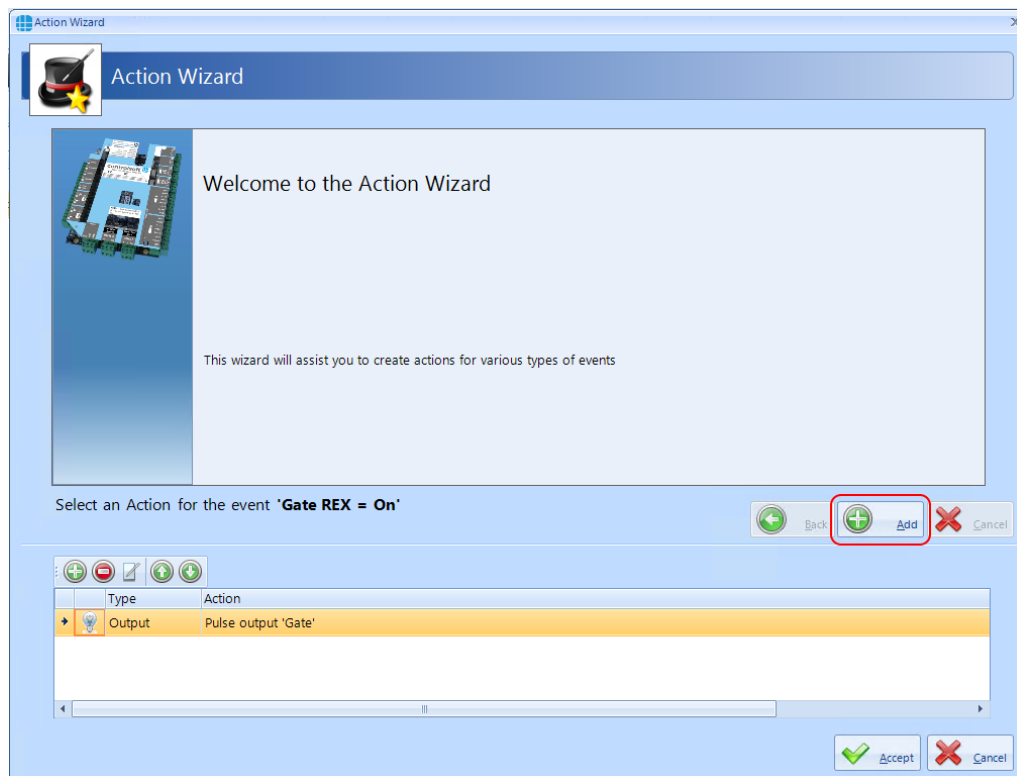 Action Wizard
Action Wizard
Welcome to the Action Wizard
This wizard will assist you to create actions for various types of events
Select an Action for the event 'Gate REX = On'
Back Add Cancel
Type Action
Output Pulse output 'Gate'
Accept Cancel